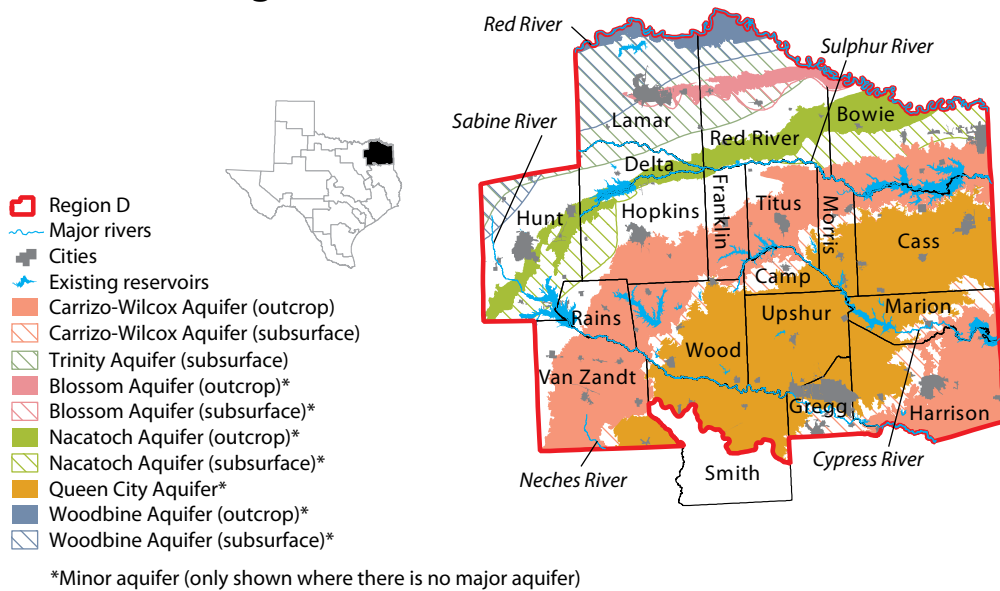 Red River
Sulphur River
Sabine River
Lamar
Bowie
Red River
Delta
Hunt
Hopkins
Franklin
Titus
Morris
Cass
Camp
Marion
Upshur
Rains
Wood
Van Zandt
Gregg
Harrison
Smith
Neches River
Cypress River
Region D
Major rivers
Cities
Existing reservoirs
Carrizo-Wilcox Aquifer (outcrop)
Carrizo-Wilcox Aquifer (subsurface)
Trinity Aquifer (subsurface)
Blossom Aquifer (outcrop)*
Blossom Aquifer (subsurface)*
Nacatoch Aquifer (outcrop)*
Nacatoch Aquifer (subsurface)*
Queen City Aquifer*
Woodbine Aquifer (outcrop)*
Woodbine Aquifer (subsurface)*
*Minor aquifer (only shown where there is no major aquifer)